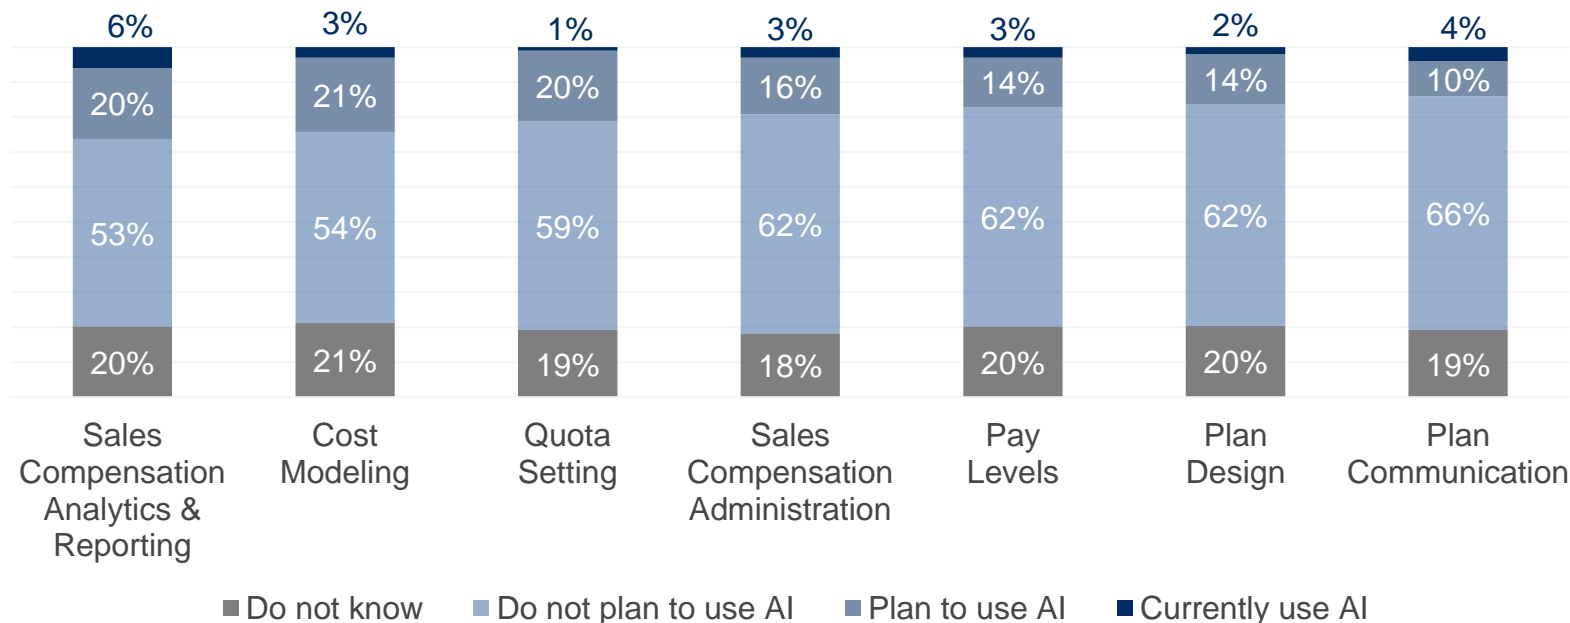 6% 3% 1% 3% 3% 2% 4%
20% 21% 20% 16% 14% 14% 10%
53% 54% 59% 62% 62% 62% 66%
20% 21% 19% 18% 20% 20% 19%
Sales
Compensation
Analytics &
Reporting
Cost
Modeling
Quota
Setting
Sales
Compensation
Administration
Pay
Levels
Plan
Design
Plan
Communication
Do not know Do not plan to use AI Plan to use AI Currently use AI